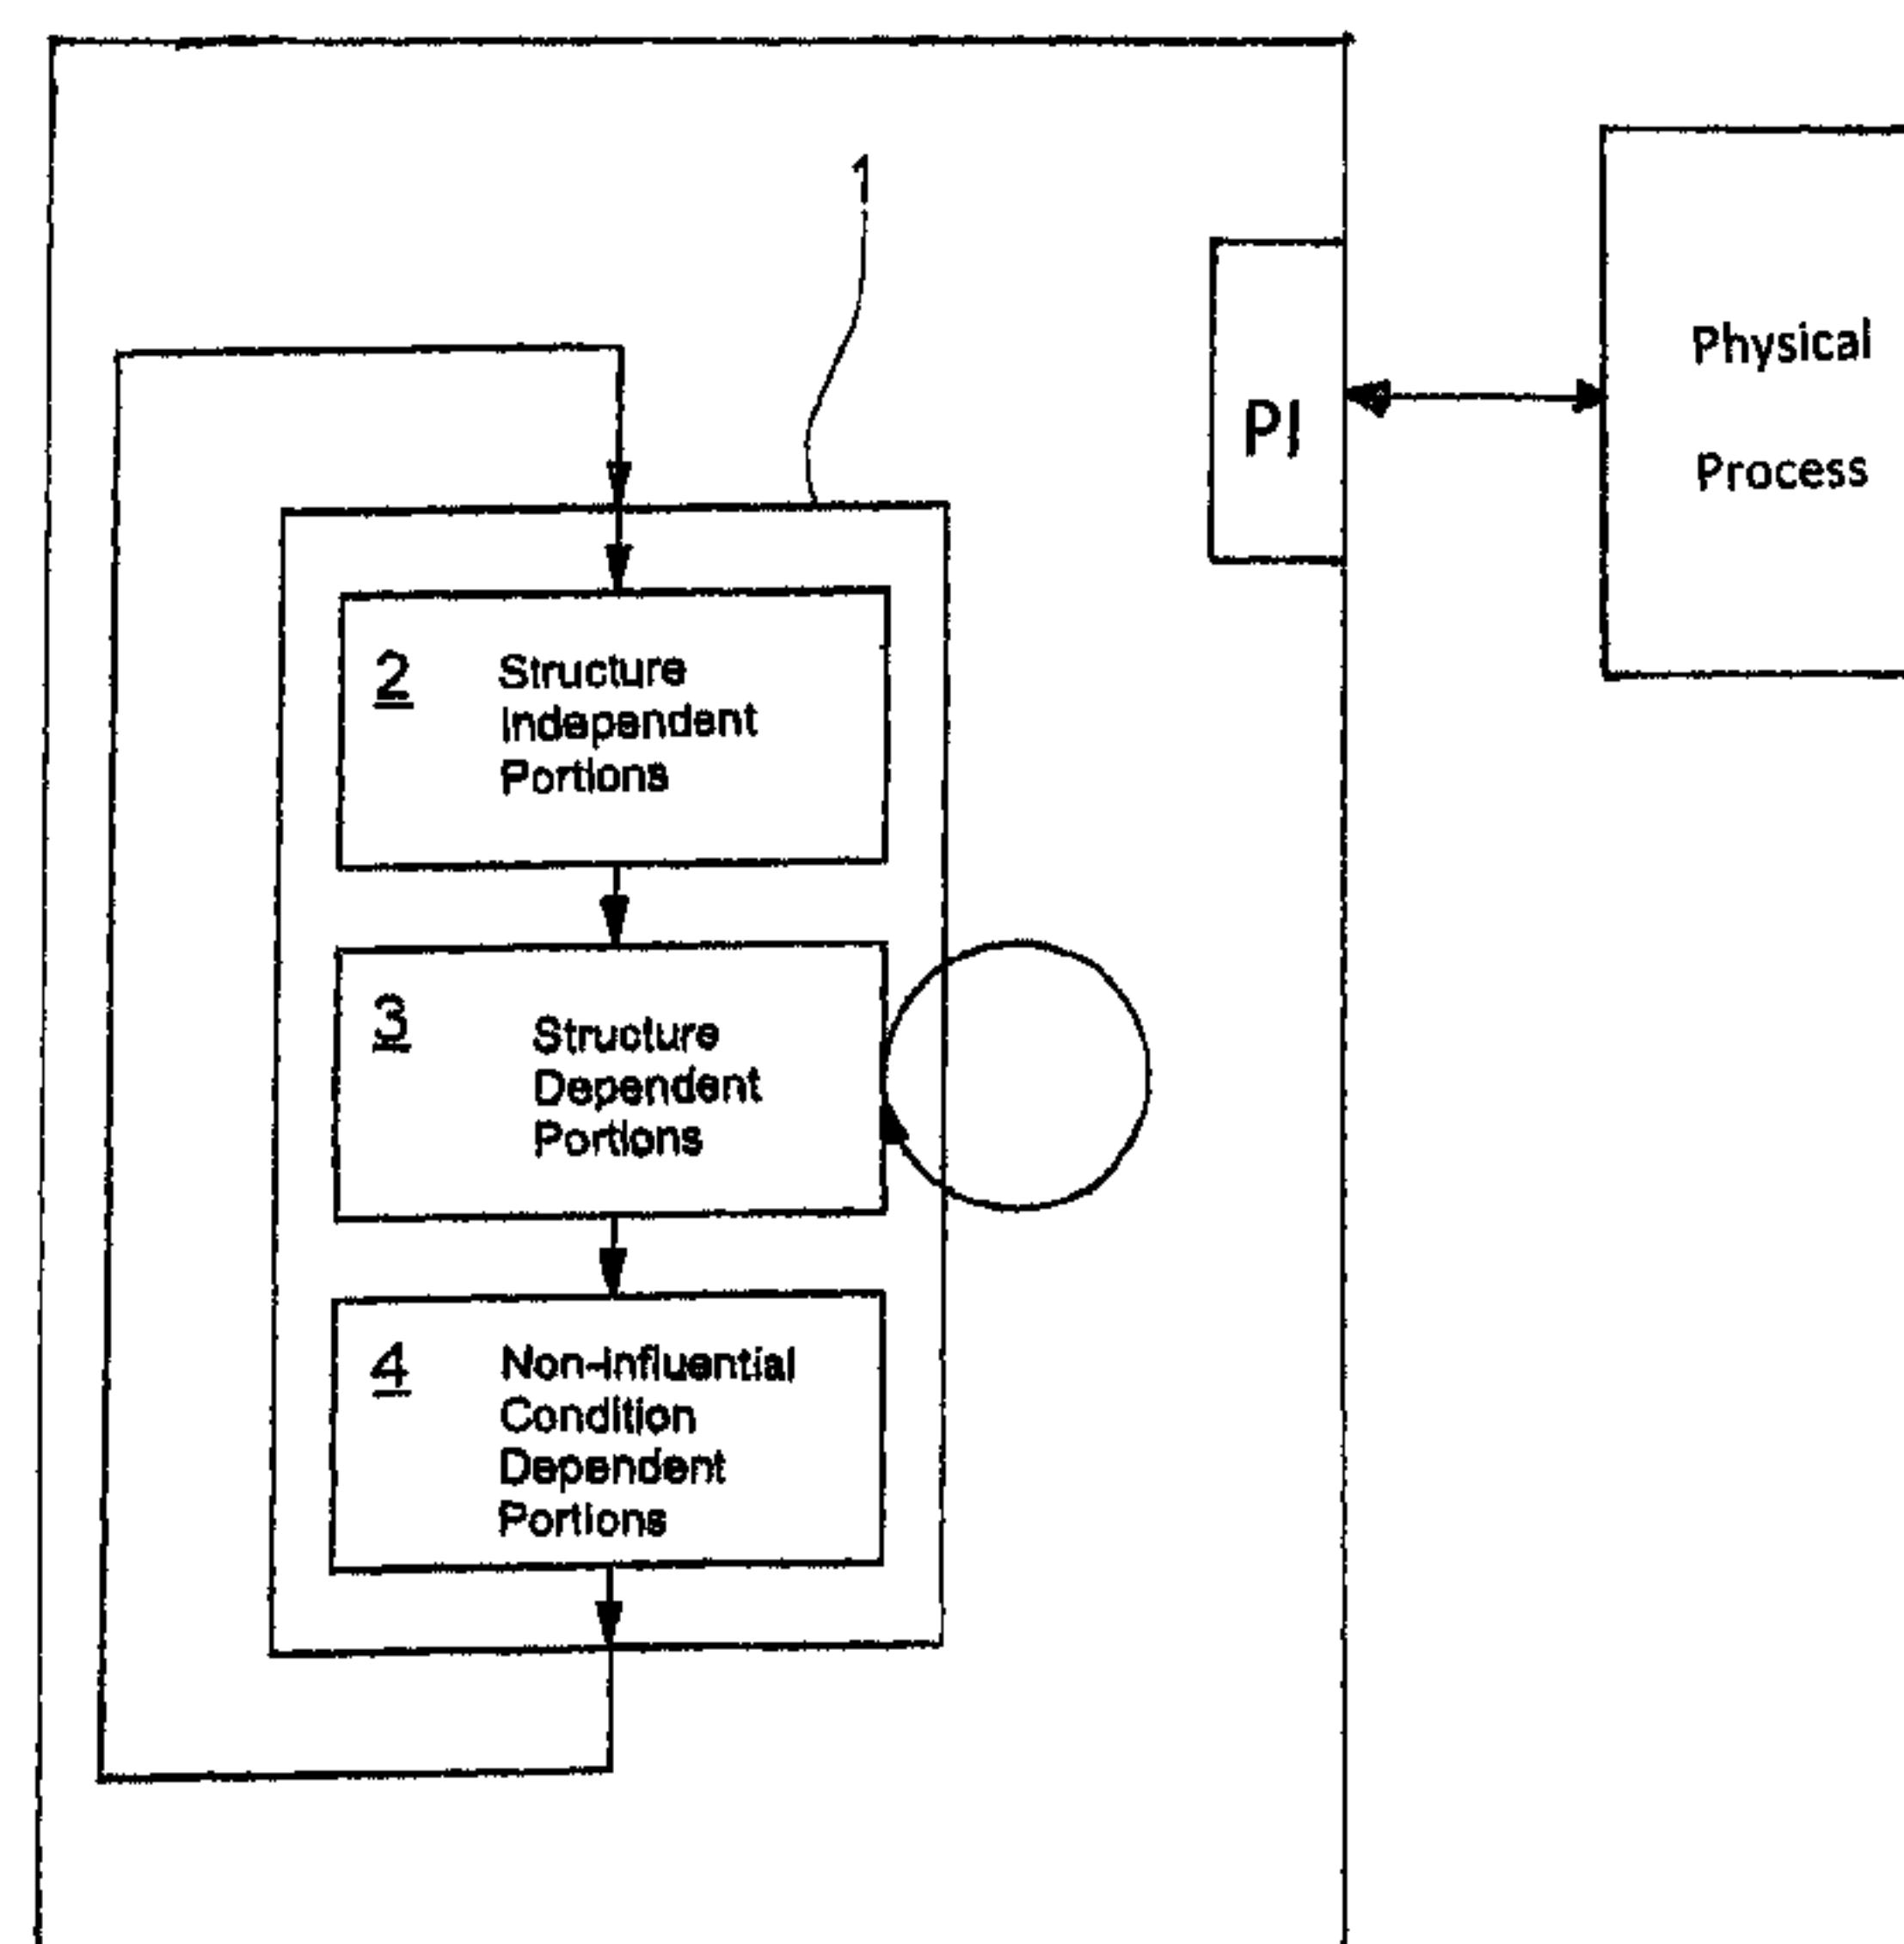 1
PI
Physical
Process
2 Structure
Independent
Portions
3 Structure
Dependent
Portions
4 Non-Influential
Condition
Dependent
Portions